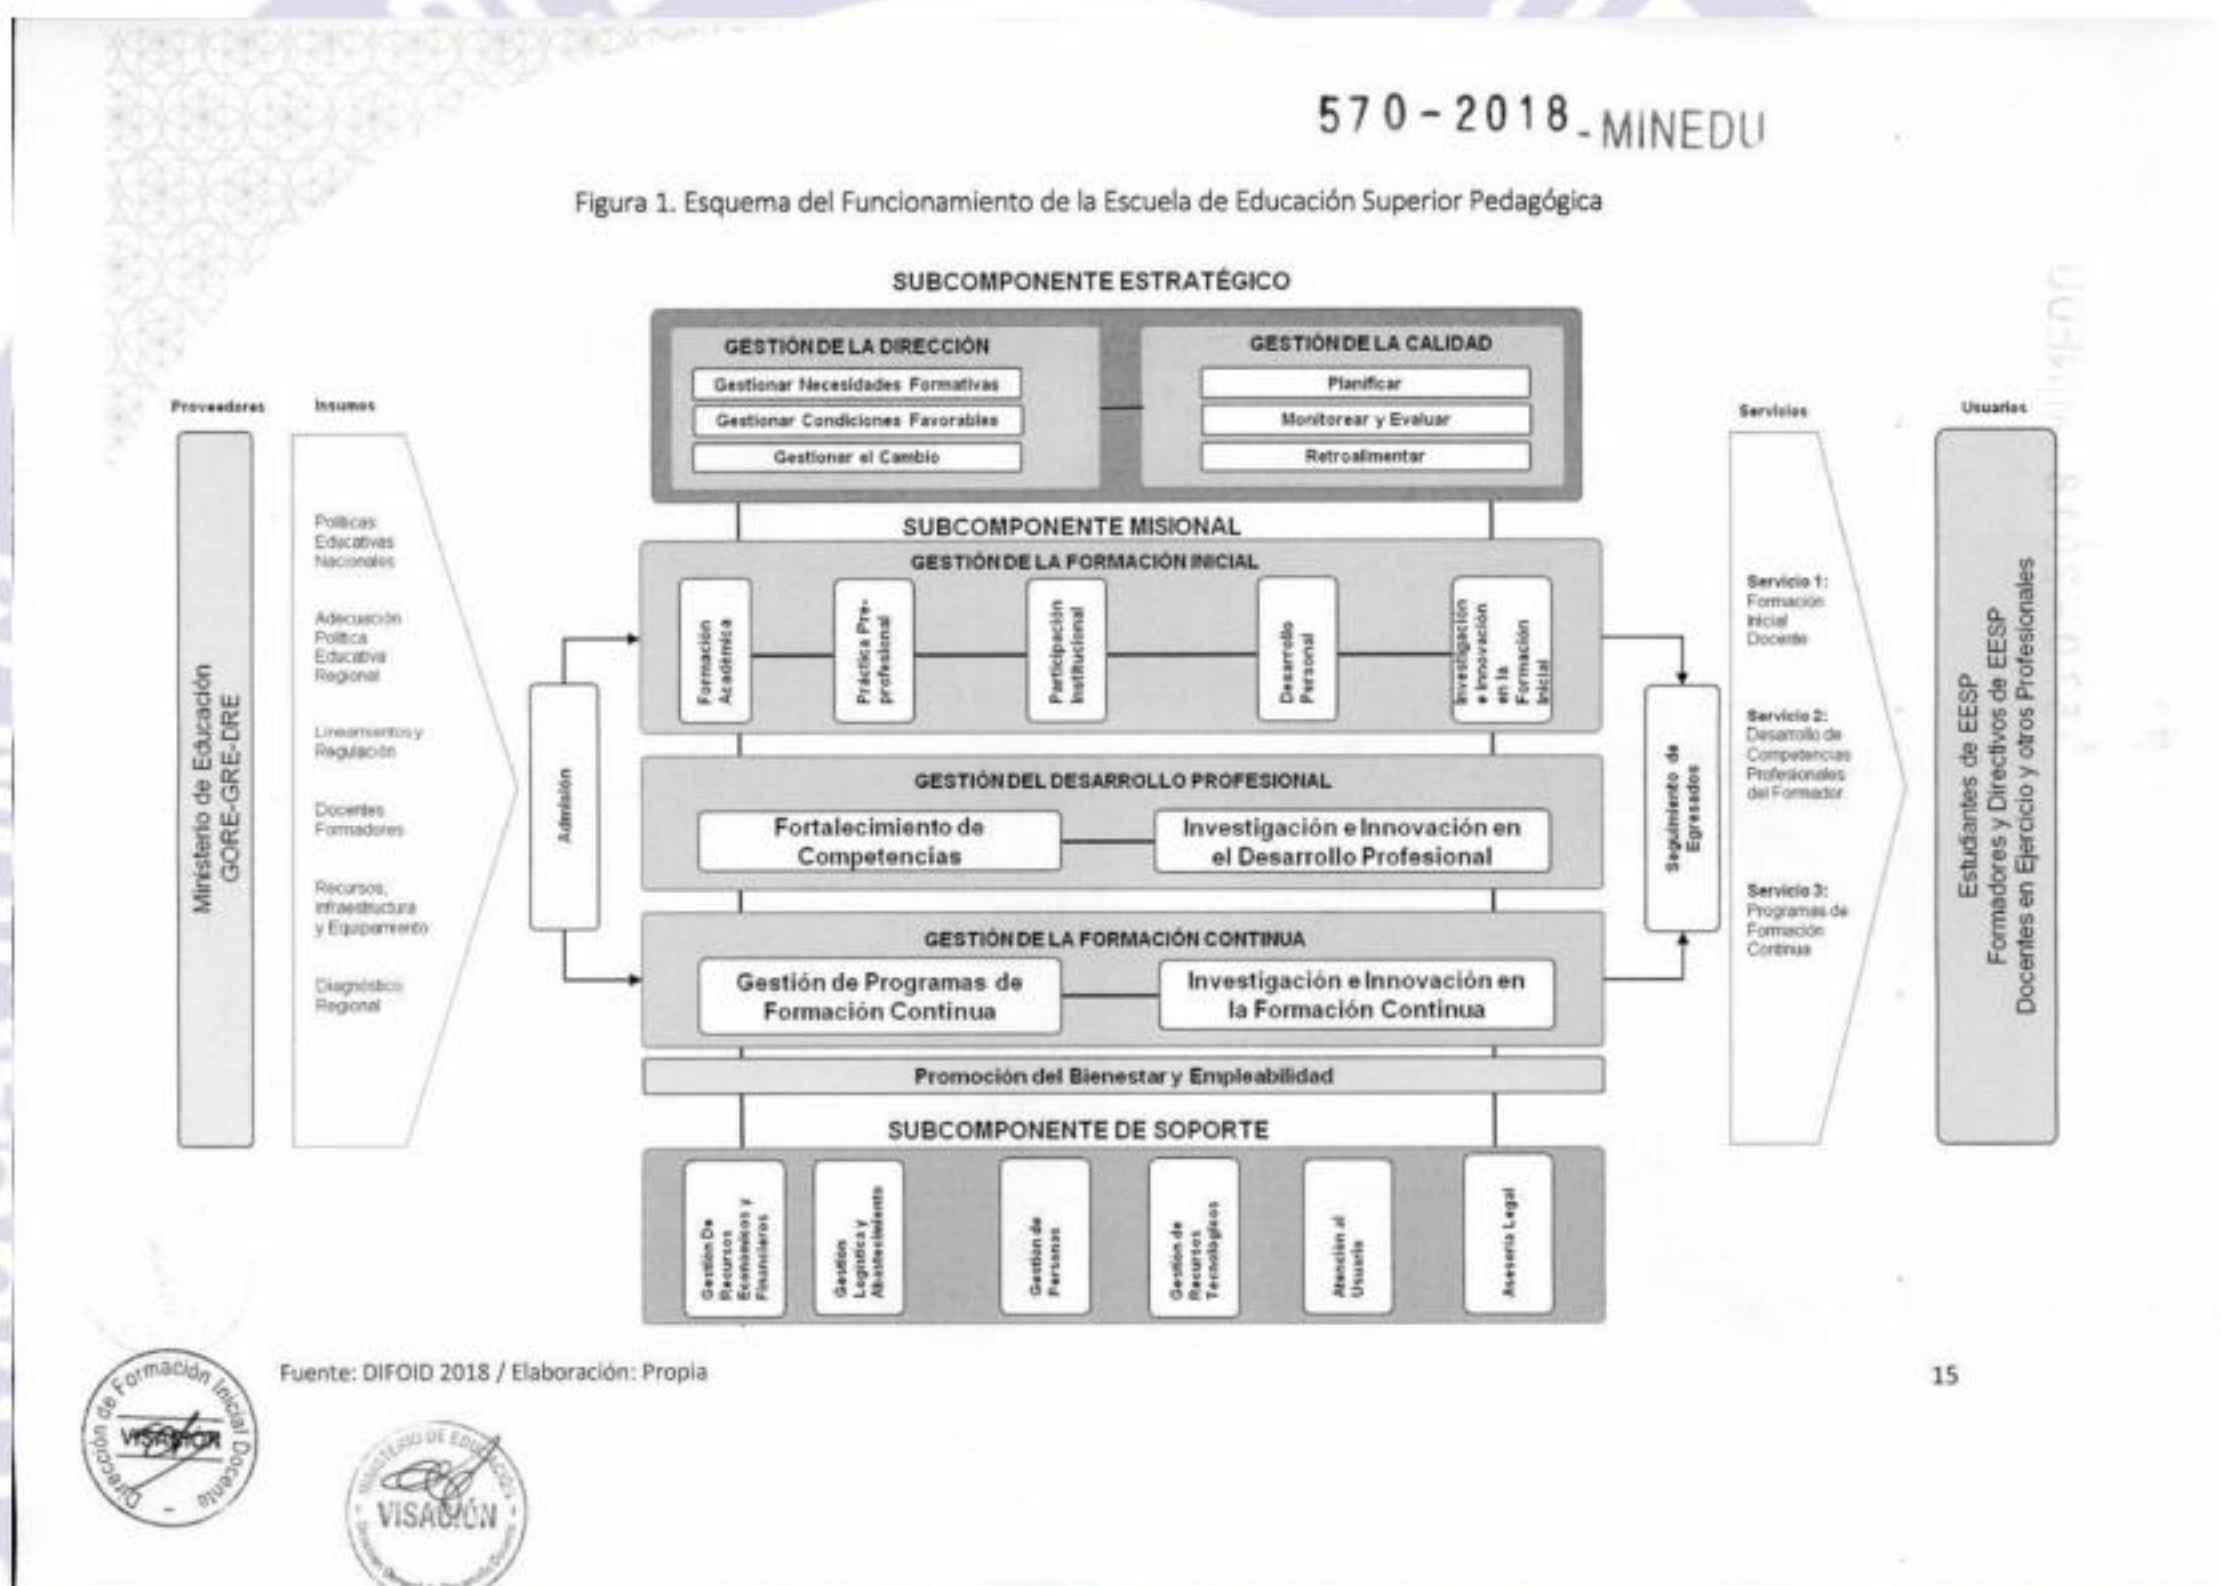 570-2018-MINEDU
Figura 1. Esquema del Funcionamiento de la Escuela de Educación Superior Pedagógica
SUBCOMPONENTE ESTRATÉGICO
GESTIÓN DE LA DIRECCIÓN
Gestionar Necesidades Formativas
Gestionar Condiciones Favorables
Gestionar el Cambio
GESTIÓN DE LA CALIDAD
Planificar
Monitorear y Evaluar
Retroalimentar
Proveedores
Ministerio de Educación
GORE-GRE-DRE
Insumos
Políticas
Educativas
Nacionales
Adecuación
Política
Educativa
Regional
Lineamientos y
Regulación
Docentes
Formadores
Recursos,
Infraestructura
y Equipamiento
Diagnóstico
Regional
Admisión
SUBCOMPONENTE MISIONAL
GESTIÓN DE LA FORMACIÓN INICIAL
Formación
Académica
Práctica Pre-
profesional
Participación
Institucional
Desarrollo
Personal
Investigación
e Innovación
en la
Formación
Inicial
GESTIÓN DEL DESARROLLO PROFESIONAL
Fortalecimiento de
Competencias
Investigación e Innovación en
el Desarrollo Profesional
GESTIÓN DE LA FORMACIÓN CONTINUA
Gestión de Programas de
Formación Continua
Investigación e Innovación en
la Formación Continua
Promoción del Bienestar y Empleabilidad
SUBCOMPONENTE DE SOPORTE
Gestión De
Recursos
Económicos y
Financieros
Gestión
Logística y
Abastecimiento
Gestión de
Personas
Gestión de
Recursos
Tecnológicos
Atención al
Usuario
Asesoría Legal
Seguimiento de
Egresados
Servicios
Servicio 1:
Formación
Inicial
Docente
Servicio 2:
Desarrollo de
Competencias
Profesionales
del Formador
Servicio 3:
Programas de
Formación
Continua
Usuarios
Estudiantes de EESP
Formadores y Directivos de EESP
Docentes en Ejercicio y otros Profesionales
Fuente: DIFOID 2018 / Elaboración: Propia
15
Dirección de Formación Inicial Docente
VISACIÓN
MINISTERIO DE EDUCACIÓN
VISACIÓN